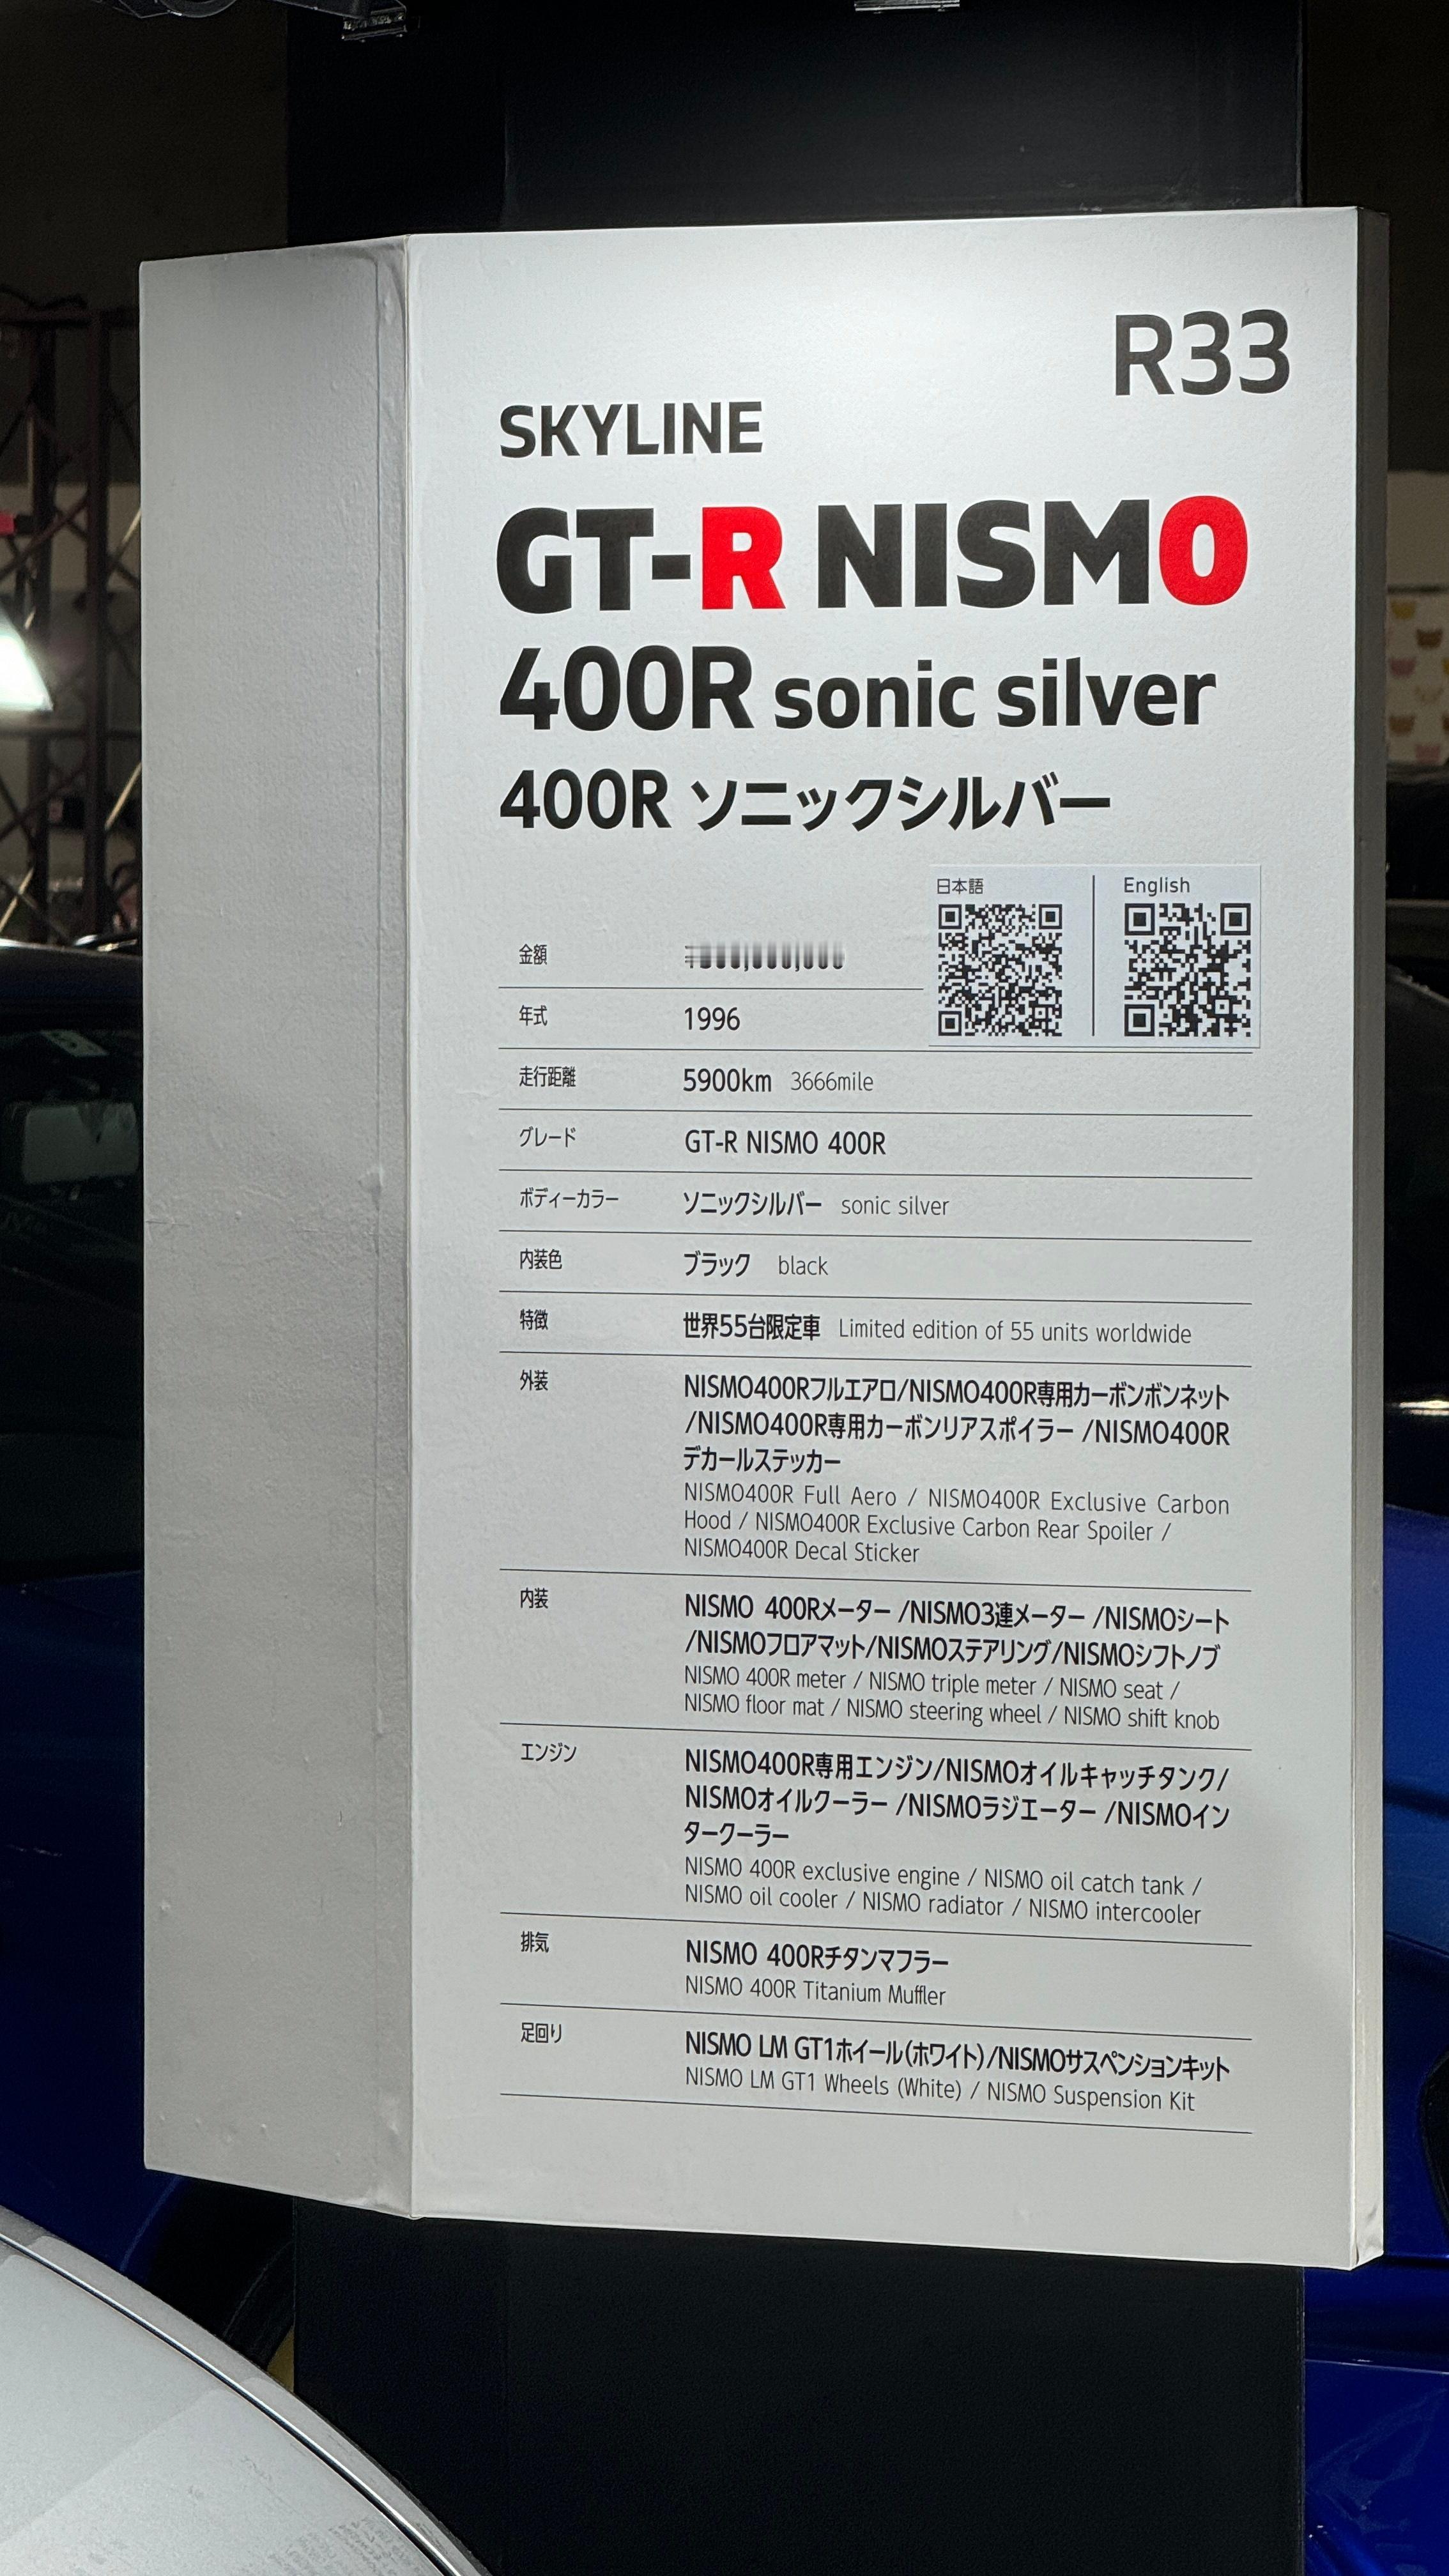 R33
SKYLINE
GT-R NISMO
400R sonic silver
400R ソニックシルバー
日本語
English
金額
年式 1996
走行距離 5900km 3666mile
グレード GT-R NISMO 400R
ボディーカラー ソニックシルバー sonic silver
内装色 ブラック black
特徴 世界55台限定車 Limited edition of 55 units worldwide
外装 NISMO400Rフルエアロ/NISMO400R専用カーボンボンネット
/NISMO400R専用カーボンリアスポイラー /NISMO400R
デカールステッカー
NISMO400R Full Aero / NISMO400R Exclusive Carbon
Hood / NISMO400R Exclusive Carbon Rear Spoiler /
NISMO400R Decal Sticker
内装 NISMO 400Rメーター /NISMO3連メーター /NISMOシート
/NISMOフロアマット/NISMOステアリング/NISMOシフトノブ
NISMO 400R meter / NISMO triple meter / NISMO seat /
NISMO floor mat / NISMO steering wheel / NISMO shift knob
エンジン NISMO400R専用エンジン/NISMOオイルキャッチタンク/
NISMOオイルクーラー /NISMOラジエーター /NISMOイン
タークーラー
NISMO 400R exclusive engine / NISMO oil catch tank /
NISMO oil cooler / NISMO radiator / NISMO intercooler
排気 NISMO 400Rチタンマフラー
NISMO 400R Titanium Muffler
足回り NISMO LM GT1ホイール(ホワイト)/NISMOサスペンションキット
NISMO LM GT1 Wheels (White) / NISMO Suspension Kit